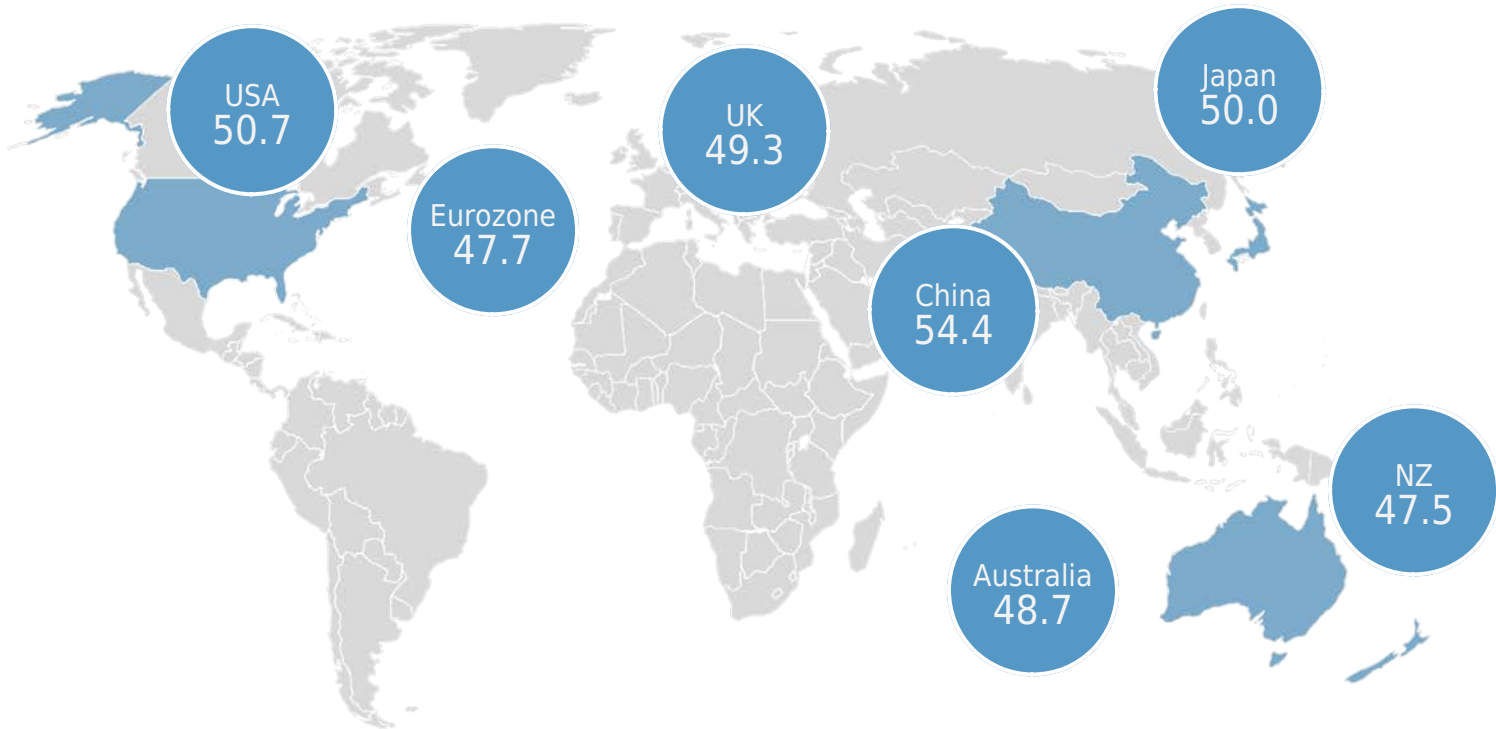 USA
50.7
Eurozone
47.7
UK
49.3
Japan
50.0
China
54.4
NZ
47.5
Australia
48.7